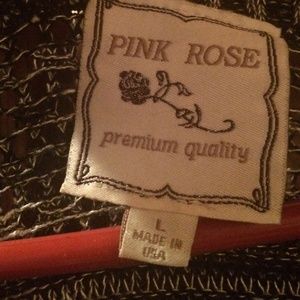 PINK ROSE
premium quality
L
MADE IN
USA